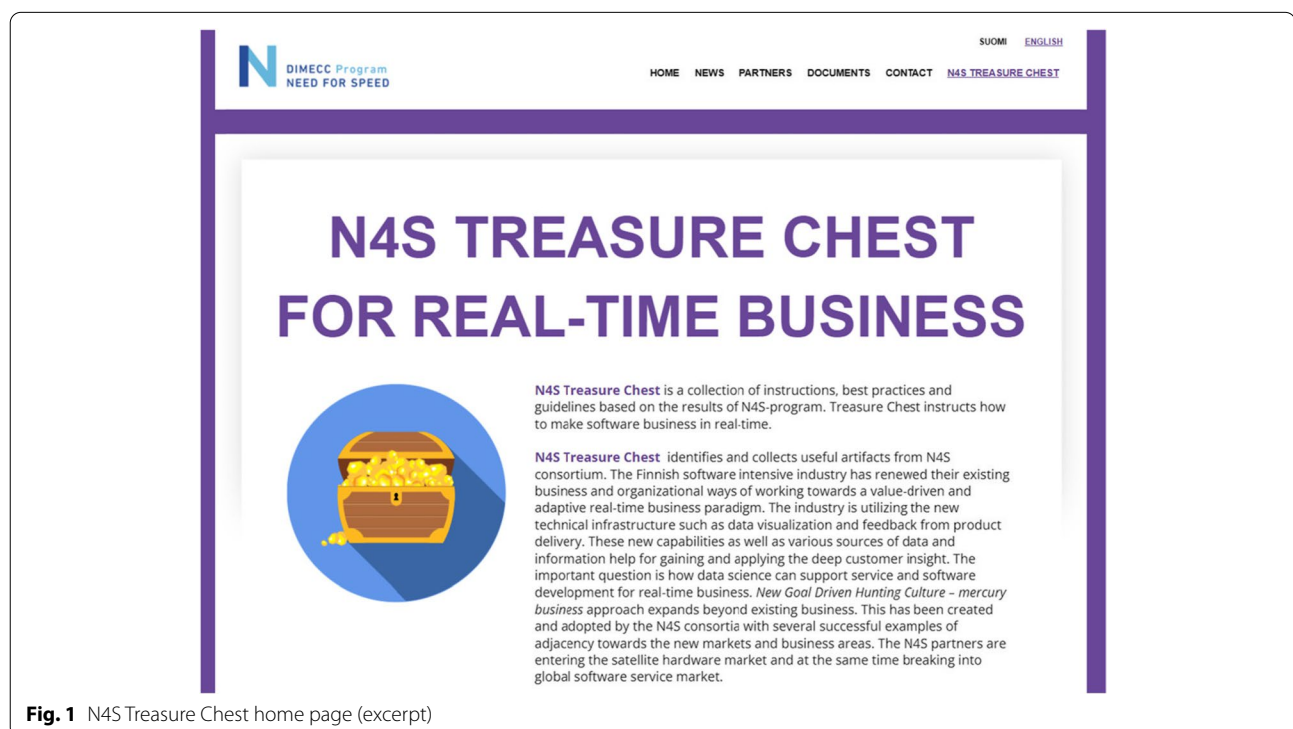 SUOMI ENGLISH
DIMECC Program
NEED FOR SPEED
HOME NEWS PARTNERS DOCUMENTS CONTACT N4S TREASURE CHEST
N4S TREASURE CHEST
FOR REAL-TIME BUSINESS
N4S Treasure Chest is a collection of instructions, best practices and
guidelines based on the results of N4S-program. Treasure Chest instructs how
to make software business in real-time.
N4S Treasure Chest identifies and collects useful artifacts from N4S
consortium. The Finnish software intensive industry has renewed their existing
business and organizational ways of working towards a value-driven and
adaptive real-time business paradigm. The industry is utilizing the new
technical infrastructure such as data visualization and feedback from product
delivery. These new capabilities as well as various sources of data and
information help for gaining and applying the deep customer insight. The
important question is how data science can support service and software
development for real-time business. New Goal Driven Hunting Culture – mercury
business approach expands beyond existing business. This has been created
and adopted by the N4S consortia with several successful examples of
adjacency towards the new markets and business areas. The N4S partners are
entering the satellite hardware market and at the same time breaking into
global software service market.
Fig. 1 N4S Treasure Chest home page (excerpt)